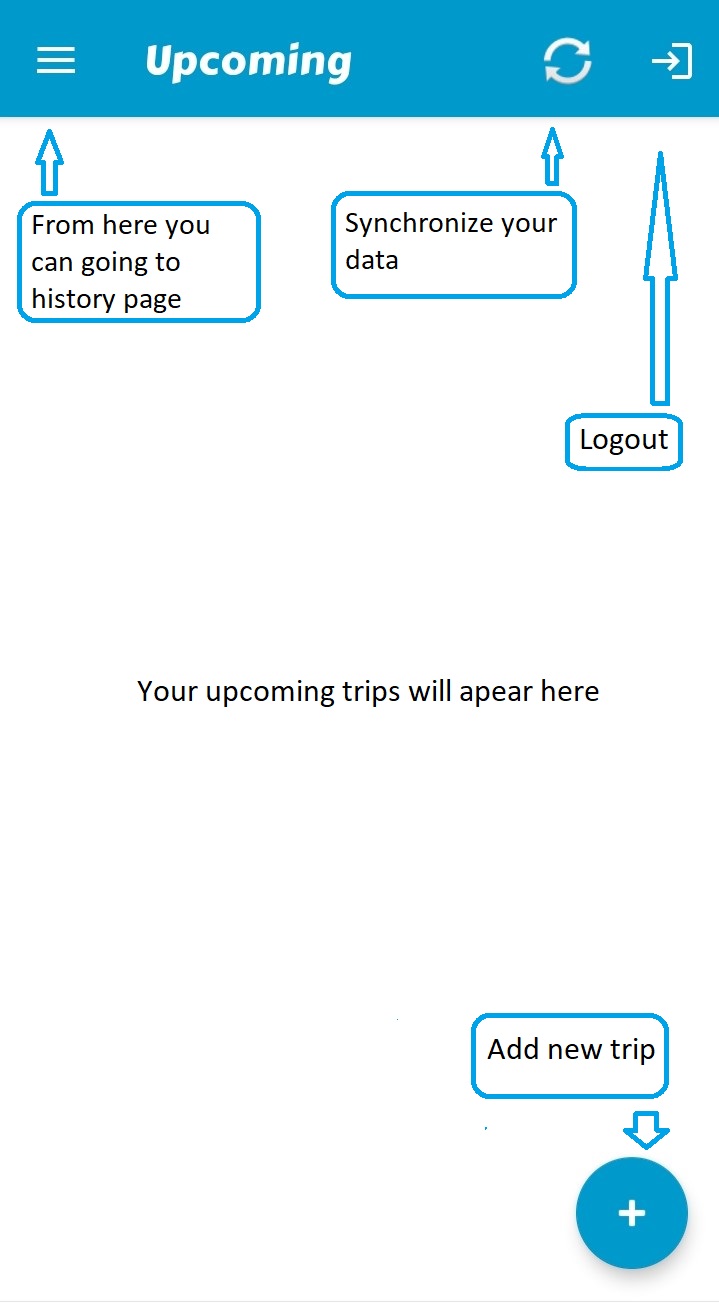 Upcoming
From here you
can going to
history page
Synchronize your
data
Logout
Your upcoming trips will apear here
Add new trip